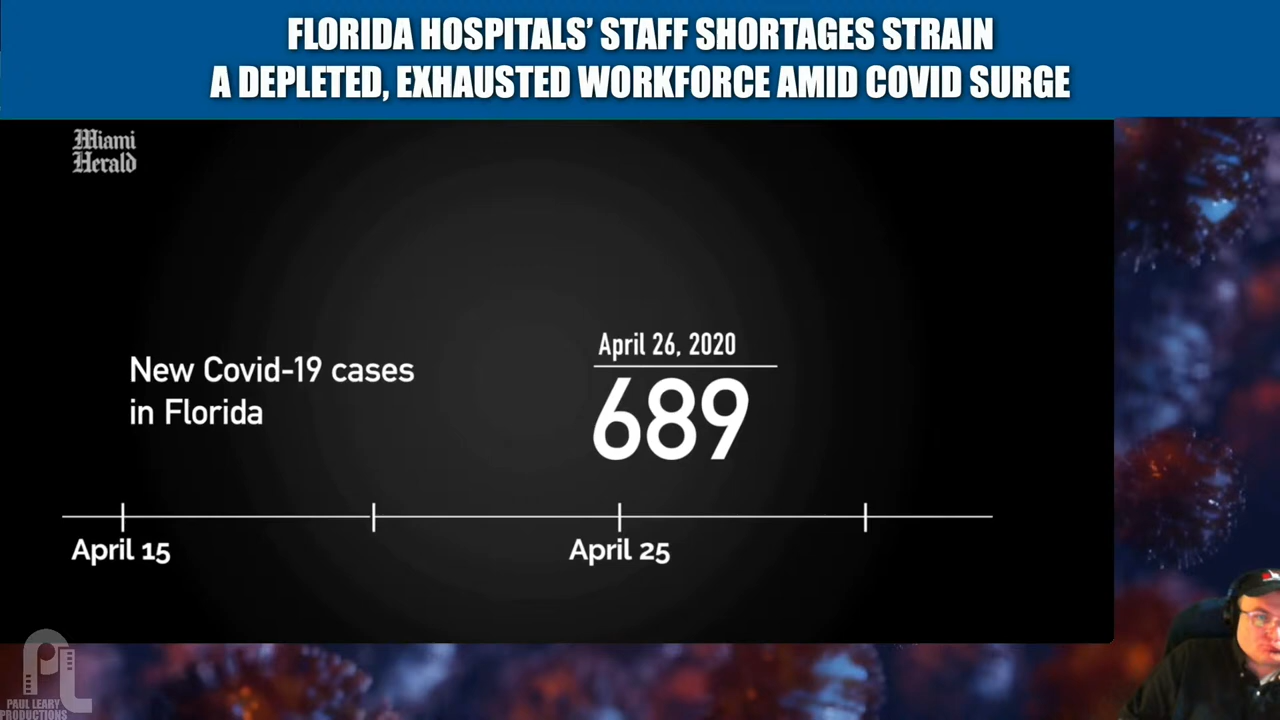 FLORIDA HOSPITALS’ STAFF SHORTAGES STRAIN
A DEPLETED, EXHAUSTED WORKFORCE AMID COVID SURGE
Miami
Herald
April 26, 2020
New Covid-19 cases
in Florida
689
April 15
April 25
PL
PAUL LEARY
PRODUCTIONS